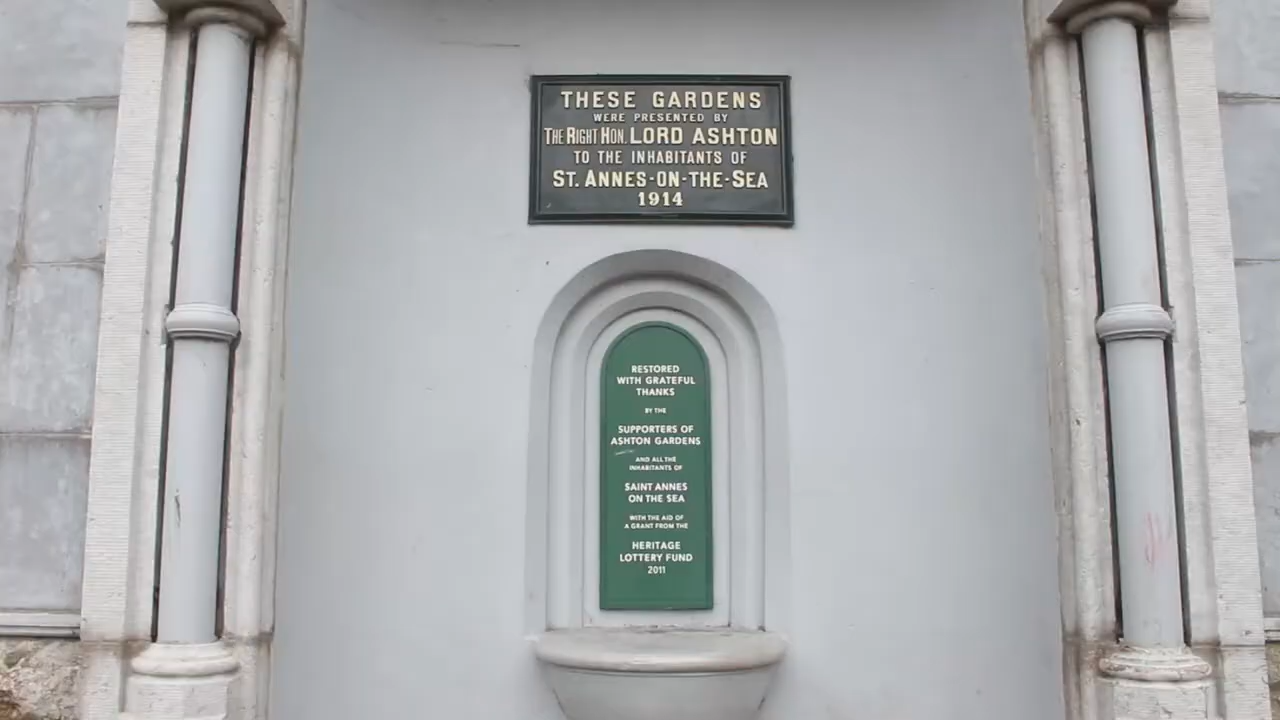 THESE GARDENS
WERE PRESENTED BY
THE RIGHT HON. LORD ASHTON
TO THE INHABITANTS OF
ST. ANNES-ON-THE-SEA
1914
RESTORED
WITH GRATEFUL
THANKS
BY THE
SUPPORTERS OF
ASHTON GARDENS
AND ALL THE
INHABITANTS OF
SAINT ANNES
ON THE SEA
WITH THE AID OF
A GRANT FROM THE
HERITAGE
LOTTERY FUND
2011